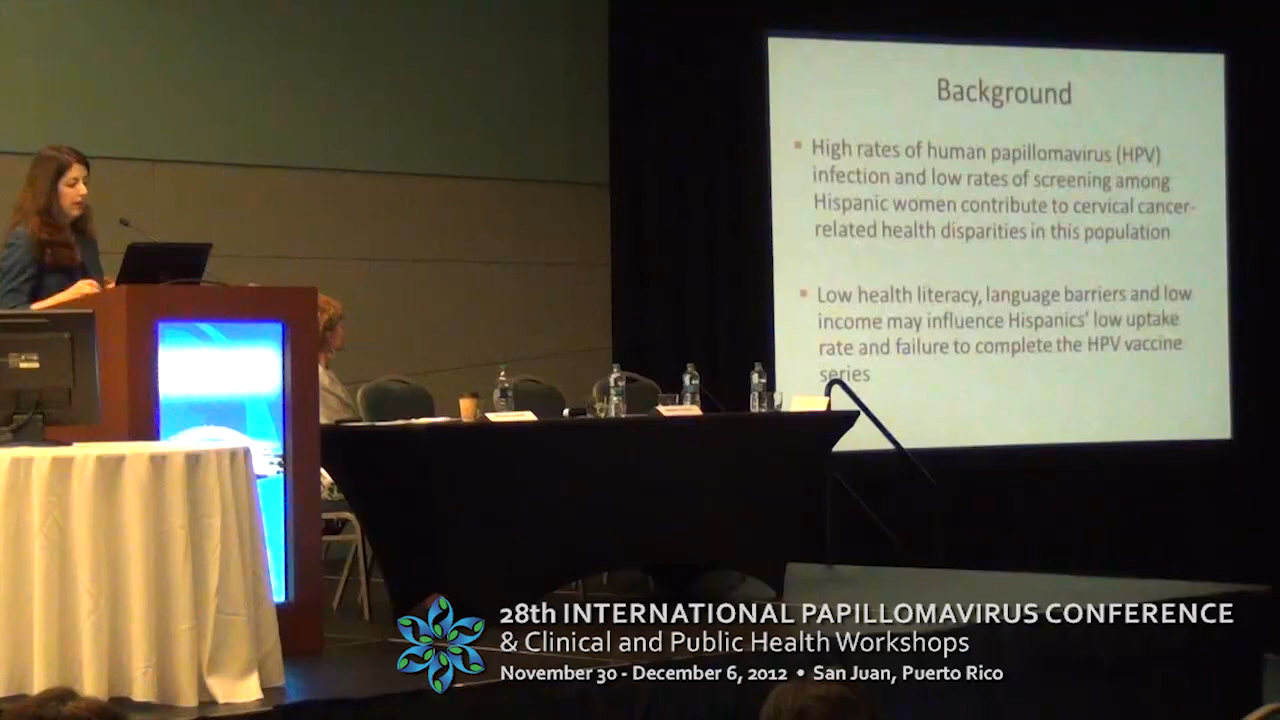 Background
High rates of human papillomavirus (HPV)
infection and low rates of screening among
Hispanic women contribute to cervical cancer-
related health disparities in this population
Low health literacy, language barriers and low
income may influence Hispanics' low uptake
rate and failure to complete the HPV vaccine
series
28th INTERNATIONAL PAPILLOMAVIRUS CONFERENCE
& Clinical and Public Health Workshops
November 30 - December 6, 2012 • San Juan, Puerto Rico